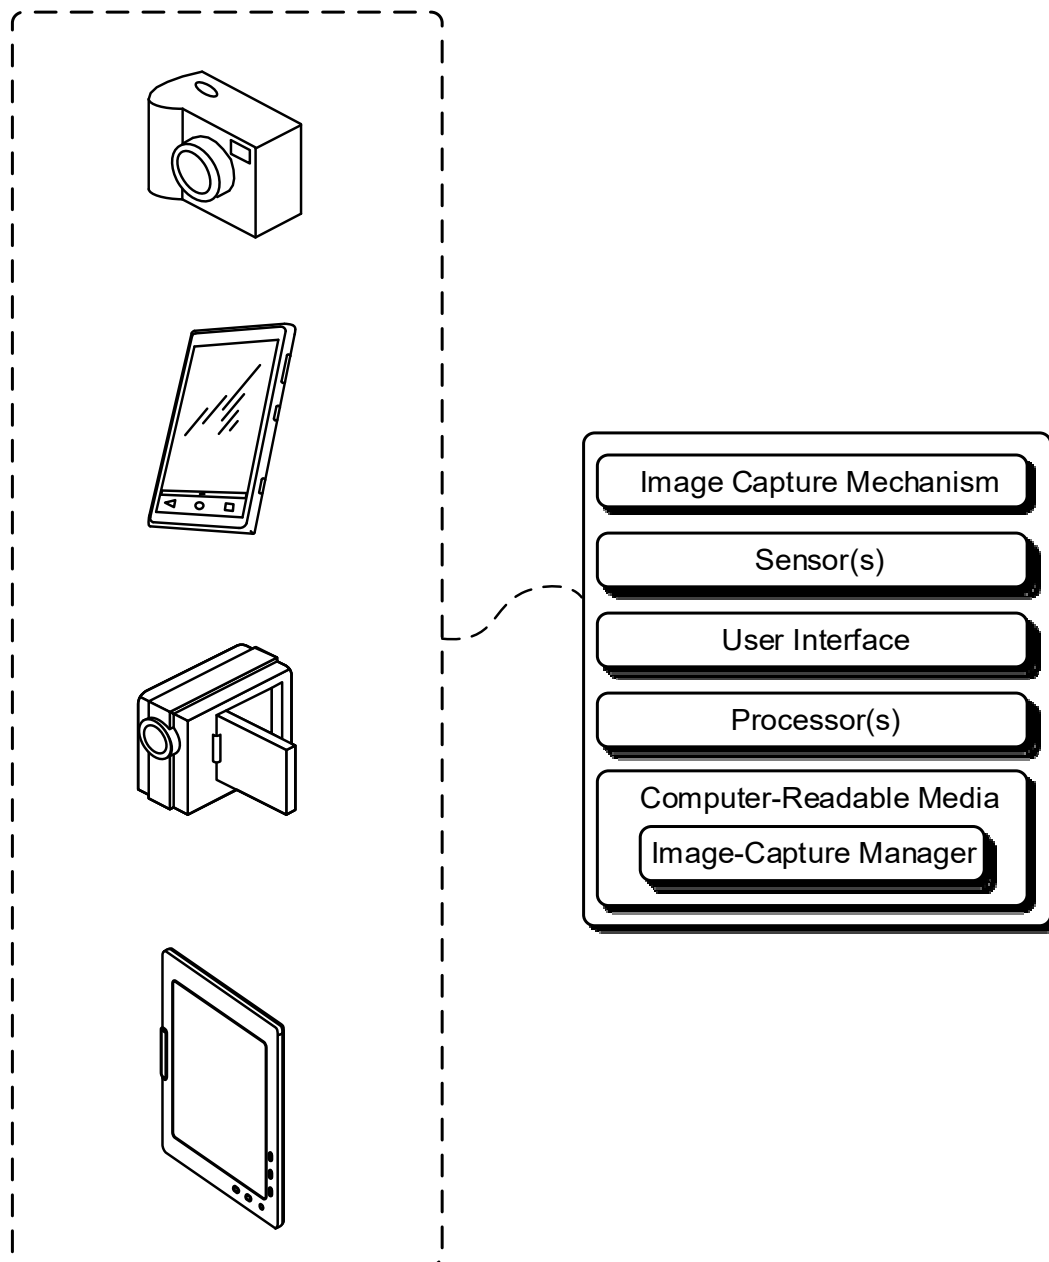 Image Capture Mechanism
Sensor(s)
User Interface
Processor(s)
Computer-Readable Media
Image-Capture Manager